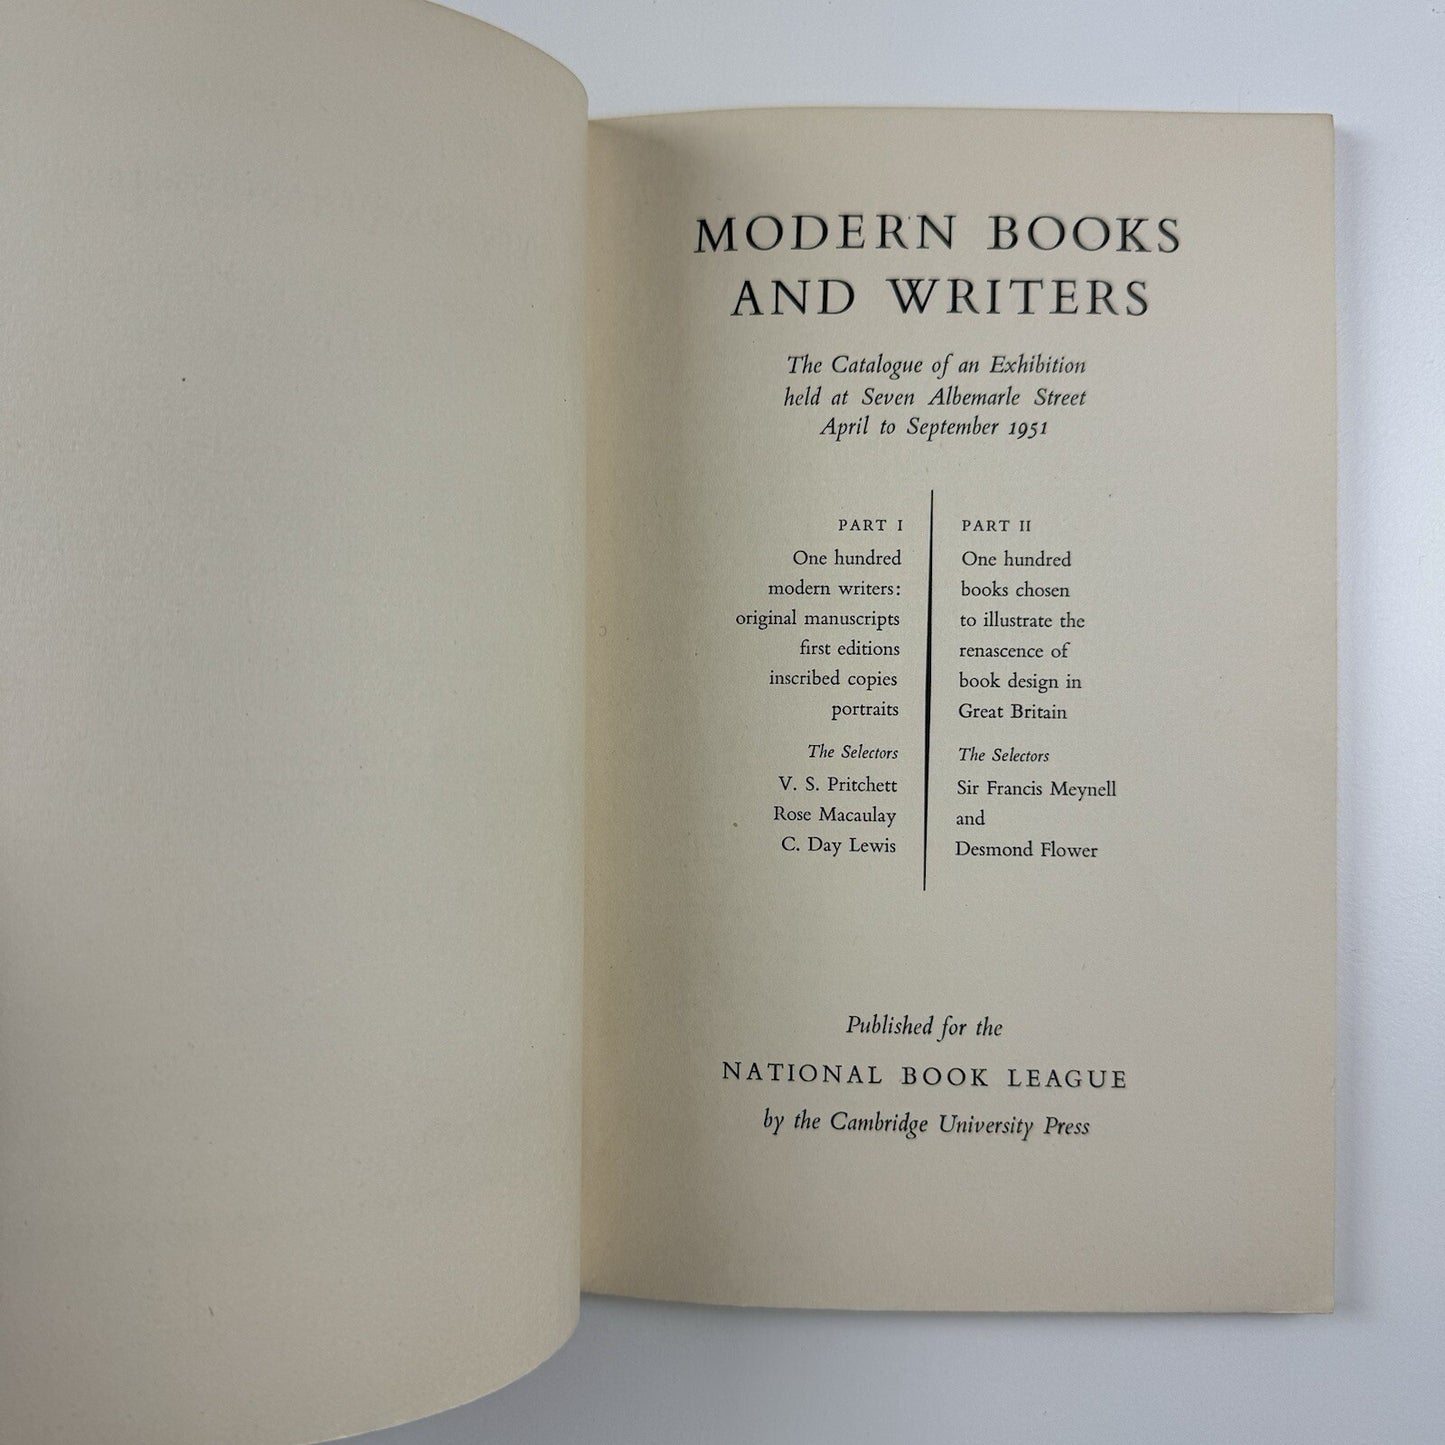 MODERN BOOKS
AND WRITERS
The Catalogue of an Exhibition
held at Seven Albemarle Street
April to September 1951
PART I
One hundred
modern writers:
original manuscripts
first editions
inscribed copies
portraits
The Selectors
V. S. Pritchett
Rose Macaulay
C. Day Lewis
PART II
One hundred
books chosen
to illustrate the
renascence of
book design in
Great Britain
The Selectors
Sir Francis Meynell
and
Desmond Flower
Published for the
NATIONAL BOOK LEAGUE
by the Cambridge University Press